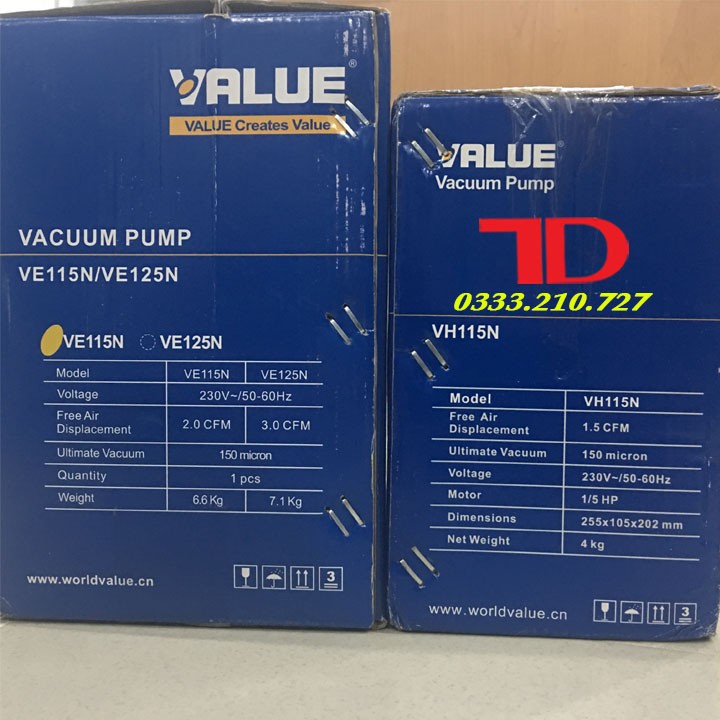 VALUE®
VALUE Creates Value
VACUUM PUMP
VE115N/VE125N
VE115N VE125N
Model VE115N VE125N
Voltage 230V~/50-60Hz
Free Air
Displacement 2.0 CFM 3.0 CFM
Ultimate Vacuum 150 micron
Quantity 1 pcs
Weight 6.6Kg 7.1Kg
www.worldvalue.cn
3
VALUE®
Vacuum Pump
TD
0333.210.727
VH115N
Model VH115N
Free Air
Displacement 1.5 CFM
Ultimate Vacuum 150 micron
Voltage 230V~/50-60Hz
Motor 1/5 HP
Dimensions 255x105x202 mm
Net Weight 4 kg
www.worldvalue.cn
3